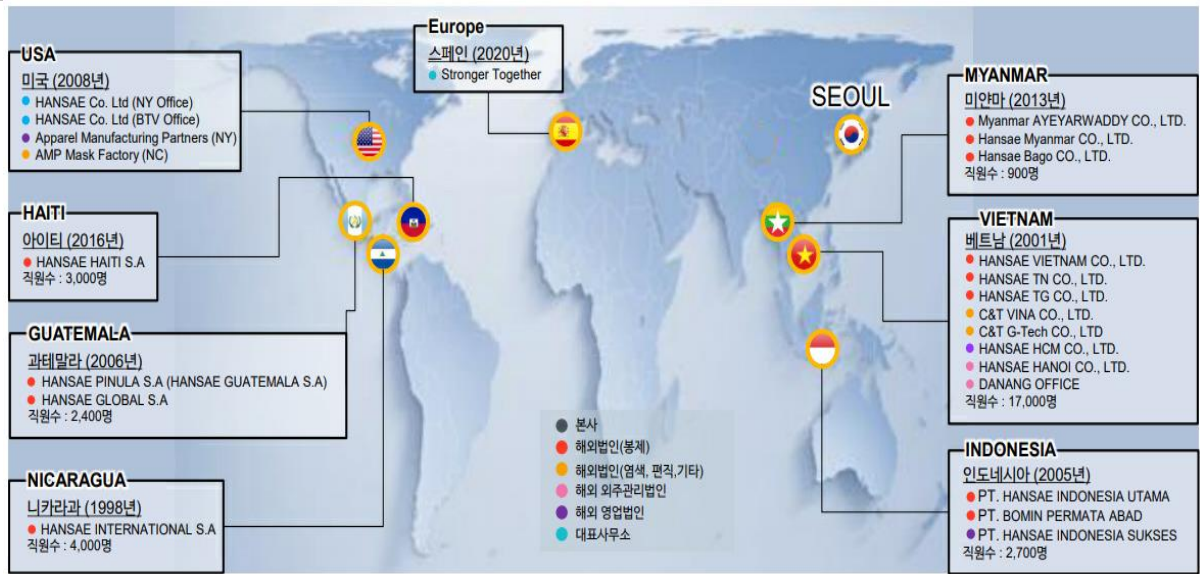 USA
미국 (2008년)
HANSAE Co. Ltd (NY Office)
HANSAE Co. Ltd (BTV Office)
Apparel Manufacturing Partners (NY)
AMP Mask Factory (NC)
HAITI
아이티 (2016년)
HANSAE HAITI S.A
직원수 : 3,000명
GUATEMALA
과테말라 (2006년)
HANSAE PINULA S.A (HANSAE GUATEMALA S.A)
HANSAE GLOBAL S.A
직원수 : 2,400명
NICARAGUA
니카라과 (1998년)
HANSAE INTERNATIONAL S.A
직원수 : 4,000명
Europe
스페인 (2020년)
Stronger Together
SEOUL
본사
해외법인(봉제)
해외법인(염색, 편직,기타)
해외 외주관리법인
해외 영업법인
대표사무소
MYANMAR
미얀마 (2013년)
Myanmar AYEYARWADDY CO., LTD.
Hansae Myanmar CO., LTD.
Hansae Bago CO., LTD.
직원수 : 900명
VIETNAM
베트남 (2001년)
HANSAE VIETNAM CO., LTD.
HANSAE TN CO., LTD.
HANSAE TG CO., LTD.
C&T VINA CO., LTD.
C&T G-Tech CO., LTD
HANSAE HCM CO., LTD.
HANSAE HANOI CO., LTD.
DANANG OFFICE
직원수 : 17,000명
INDONESIA
인도네시아 (2005년)
PT. HANSAE INDONESIA UTAMA
PT. BOMIN PERMATA ABAD
PT. HANSAE INDONESIA SUKSES
직원수 : 2,700명